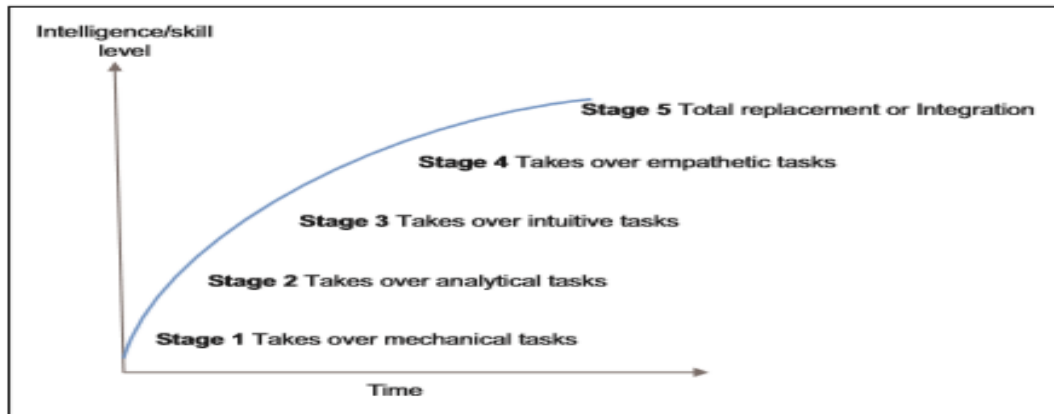 Intelligence/skill
level
Stage 5 Total replacement or Integration
Stage 4 Takes over empathetic tasks
Stage 3 Takes over intuitive tasks
Stage 2 Takes over analytical tasks
Stage 1 Takes over mechanical tasks
Time